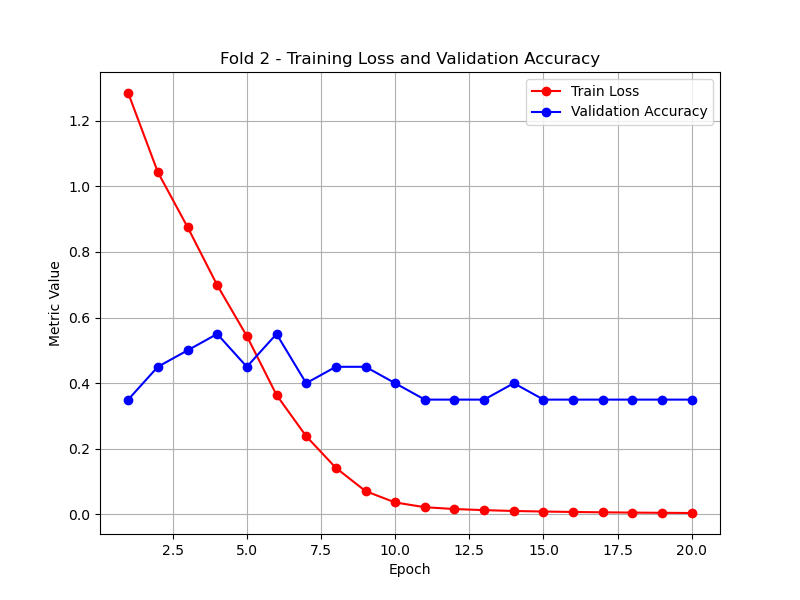 Fold 2 - Training Loss and Validation Accuracy
Train Loss
Validation Accuracy
Metric Value
1.2
1.0
0.8
0.6
0.4
0.2
0.0
2.5 5.0 7.5 10.0 12.5 15.0 17.5 20.0
Epoch